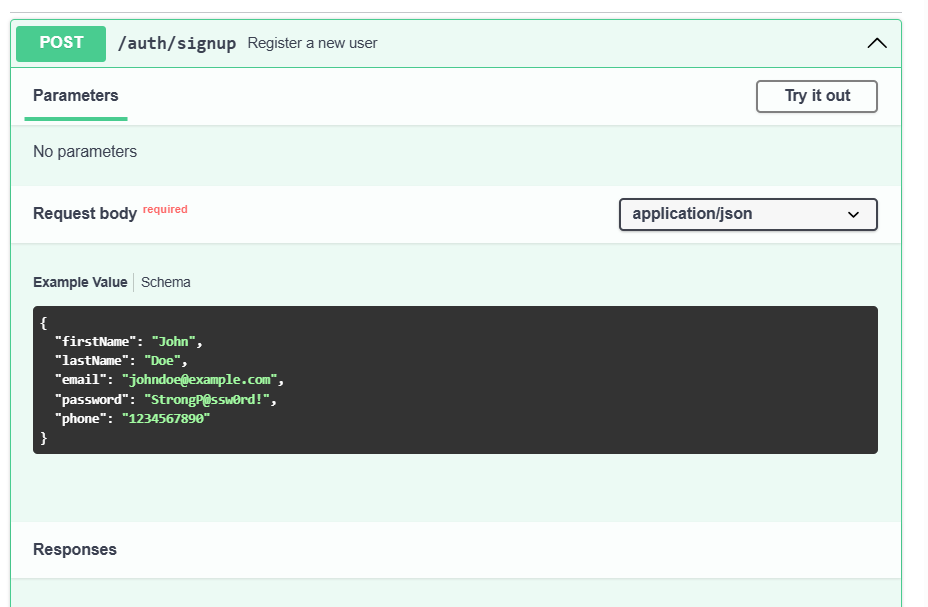 POST /auth/signup Register a new user
Parameters
Try it out
No parameters
Request body required
application/json
Example Value Schema
{
"firstName": "John",
"lastName": "Doe",
"email": "johndoe@example.com",
"password": "StrongP@ssw0rd!",
"phone": "1234567890"
}
Responses